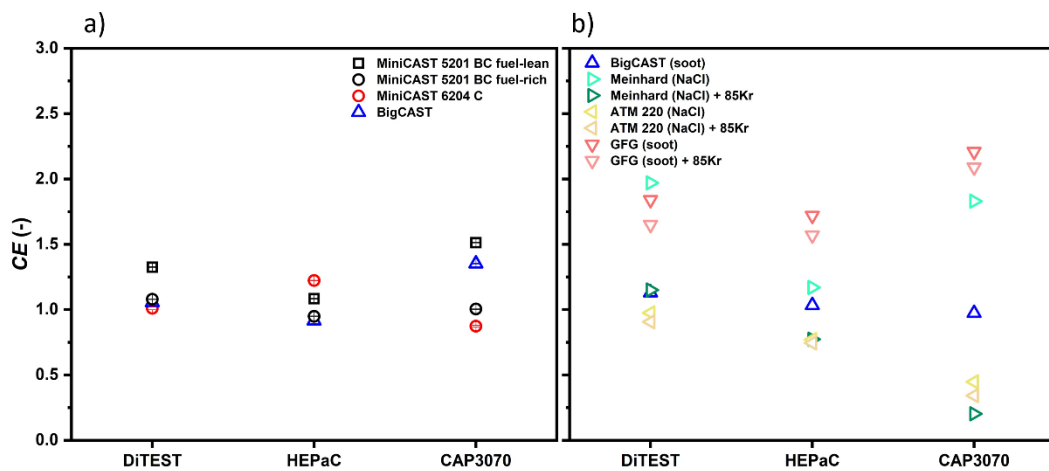 a)
b)
3.0
2.5
2.0
1.5
1.0
0.5
0.0
CE (-)
MiniCAST 5201 BC fuel-lean
MiniCAST 5201 BC fuel-rich
MiniCAST 6204 C
BigCAST
BigCAST (soot)
Meinhard (NaCl)
Meinhard (NaCl) + 85Kr
ATM 220 (NaCl)
ATM 220 (NaCl) + 85Kr
GFG (soot)
GFG (soot) + 85Kr
DiTEST HEPaC CAP3070
DiTEST HEPaC CAP3070